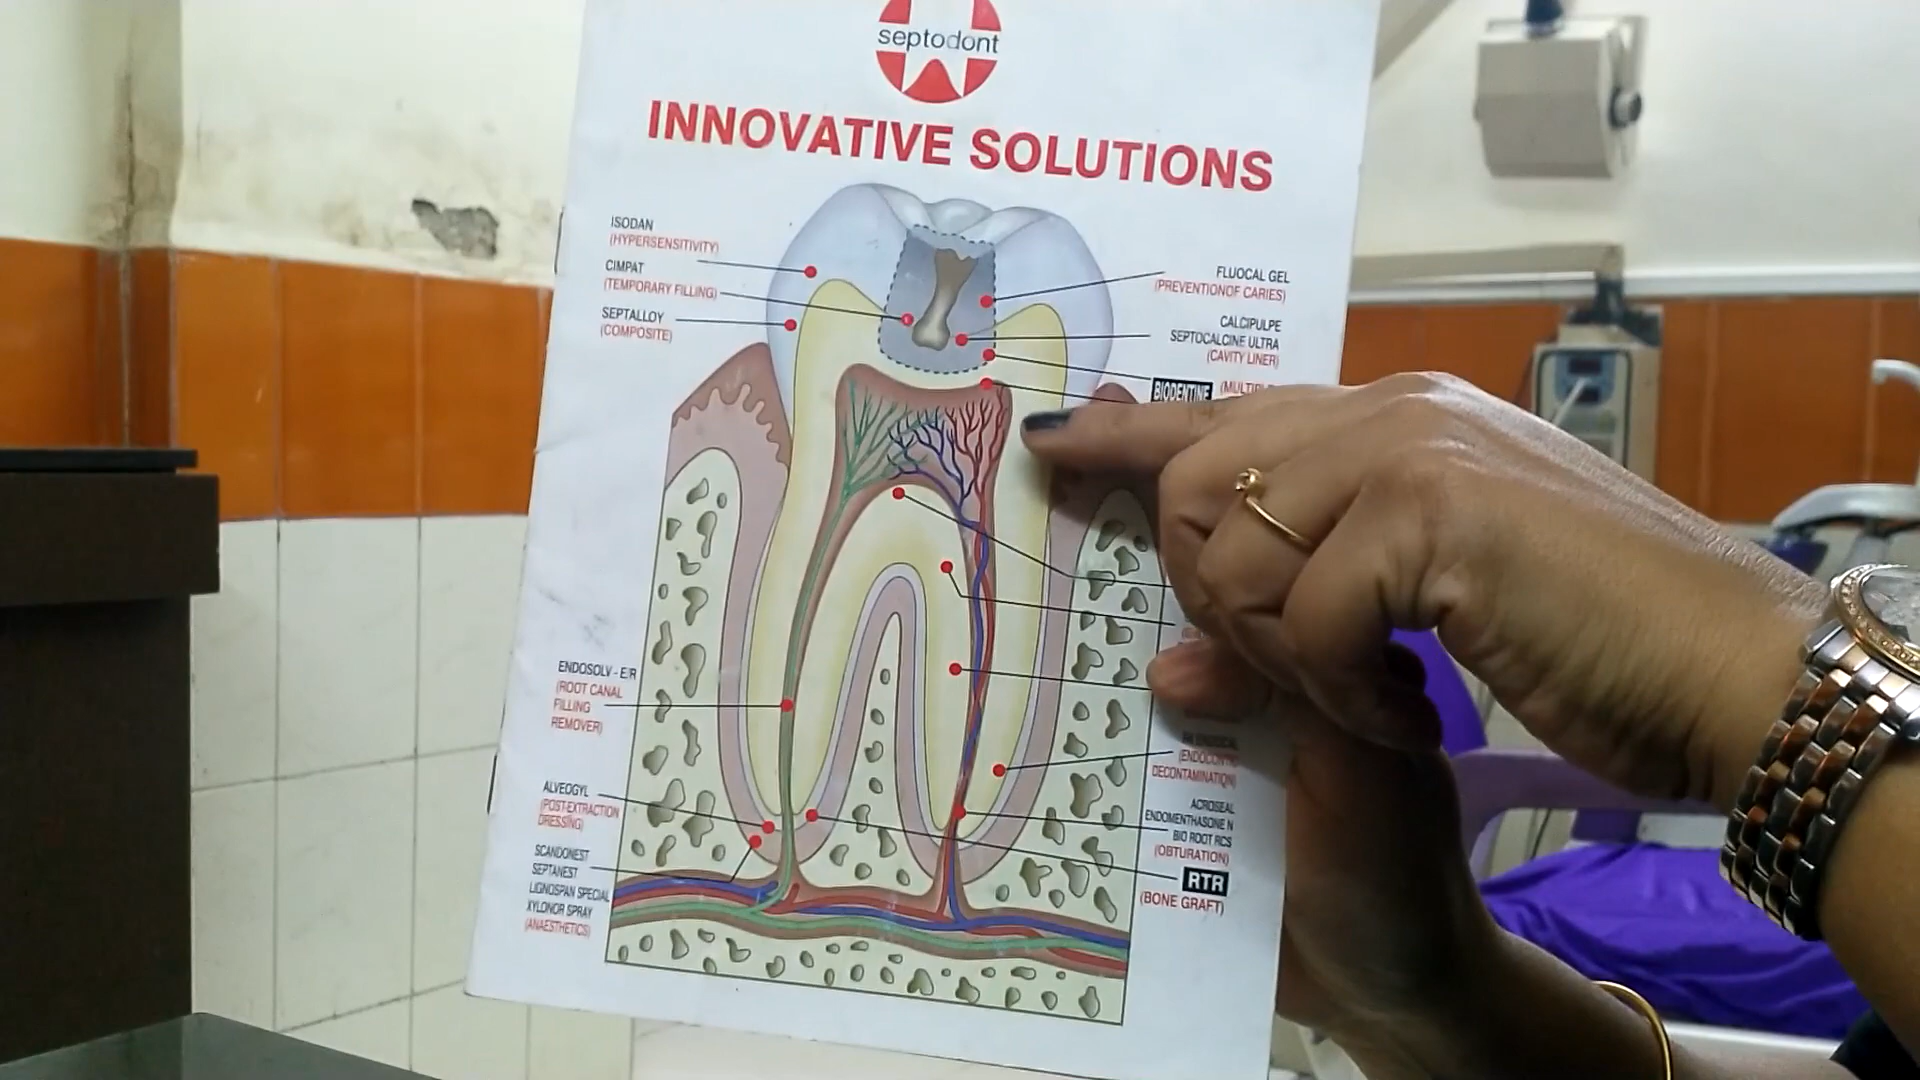 septodont
INNOVATIVE SOLUTIONS
ISODAN
(HYPERSENSITIVITY)
CIMPAT
(TEMPORARY FILLING)
SEPTALLOY
(COMPOSITE)
FLUOCAL GEL
(PREVENTIONOF CARIES)
CALCIPULPE
SEPTOCALCINE ULTRA
(CAVITY LINER)
BIODENTINE
ENDOSOLV - E/R
(ROOT CANAL
FILLING
REMOVER)
(ENDODONTIC
DECONTAMINATION)
ALVEOGYL
(POST-EXTRACTION
DRESSING)
ACROSEAL
ENDOMENTHASONE N
BIO ROOT RCS
(OBTURATION)
SCANDONEST
SEPTANEST
LIGNOSPAN SPECIAL
XYLONOR SPRAY
(ANAESTHETICS)
RTR
(BONE GRAFT)